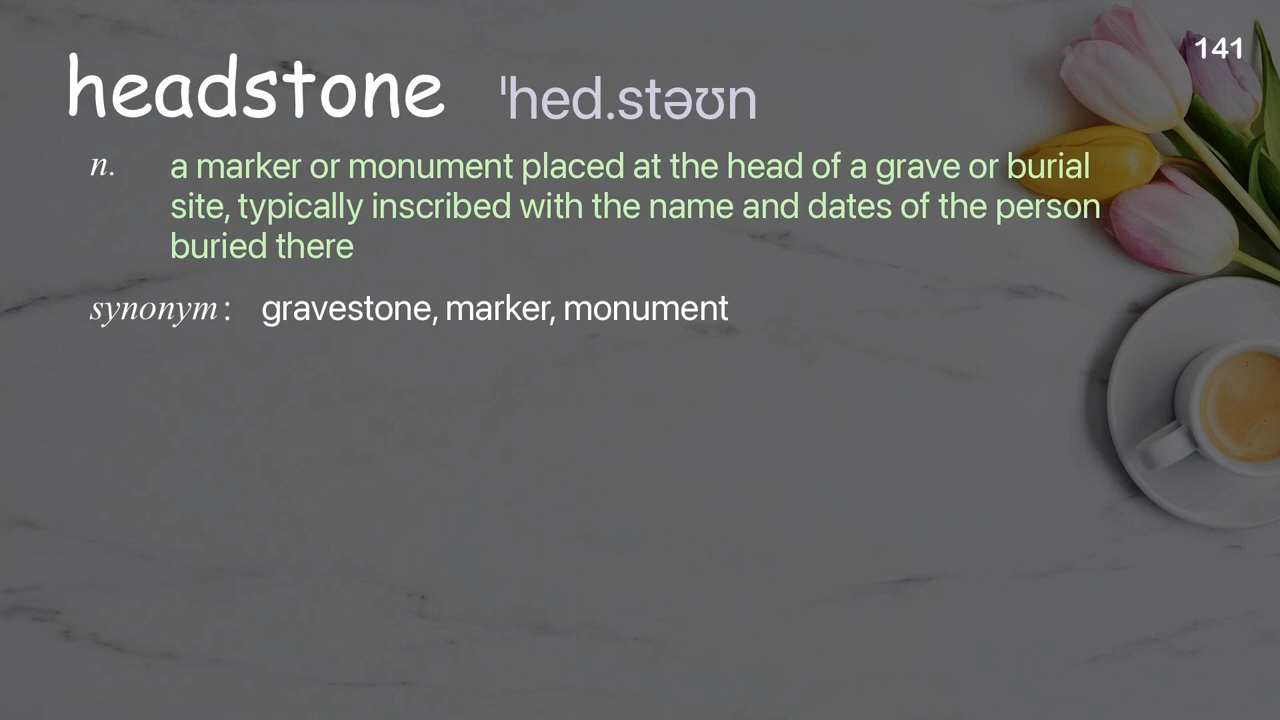 141
headstone ˈhed.stəʊn
n. a marker or monument placed at the head of a grave or burial
site, typically inscribed with the name and dates of the person
buried there
synonym: gravestone, marker, monument